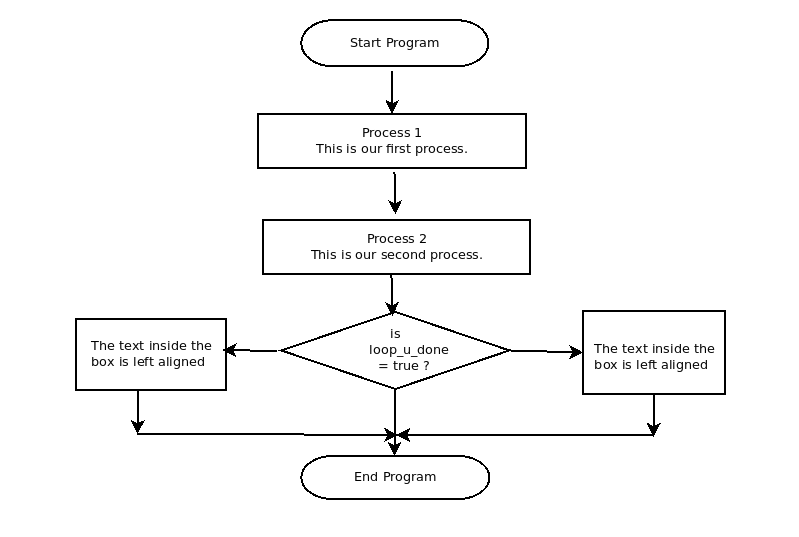 Start Program
Process 1
This is our first process.
Process 2
This is our second process.
is
loop_u_done
= true ?
The text inside the
box is left aligned
The text inside the
box is left aligned
End Program